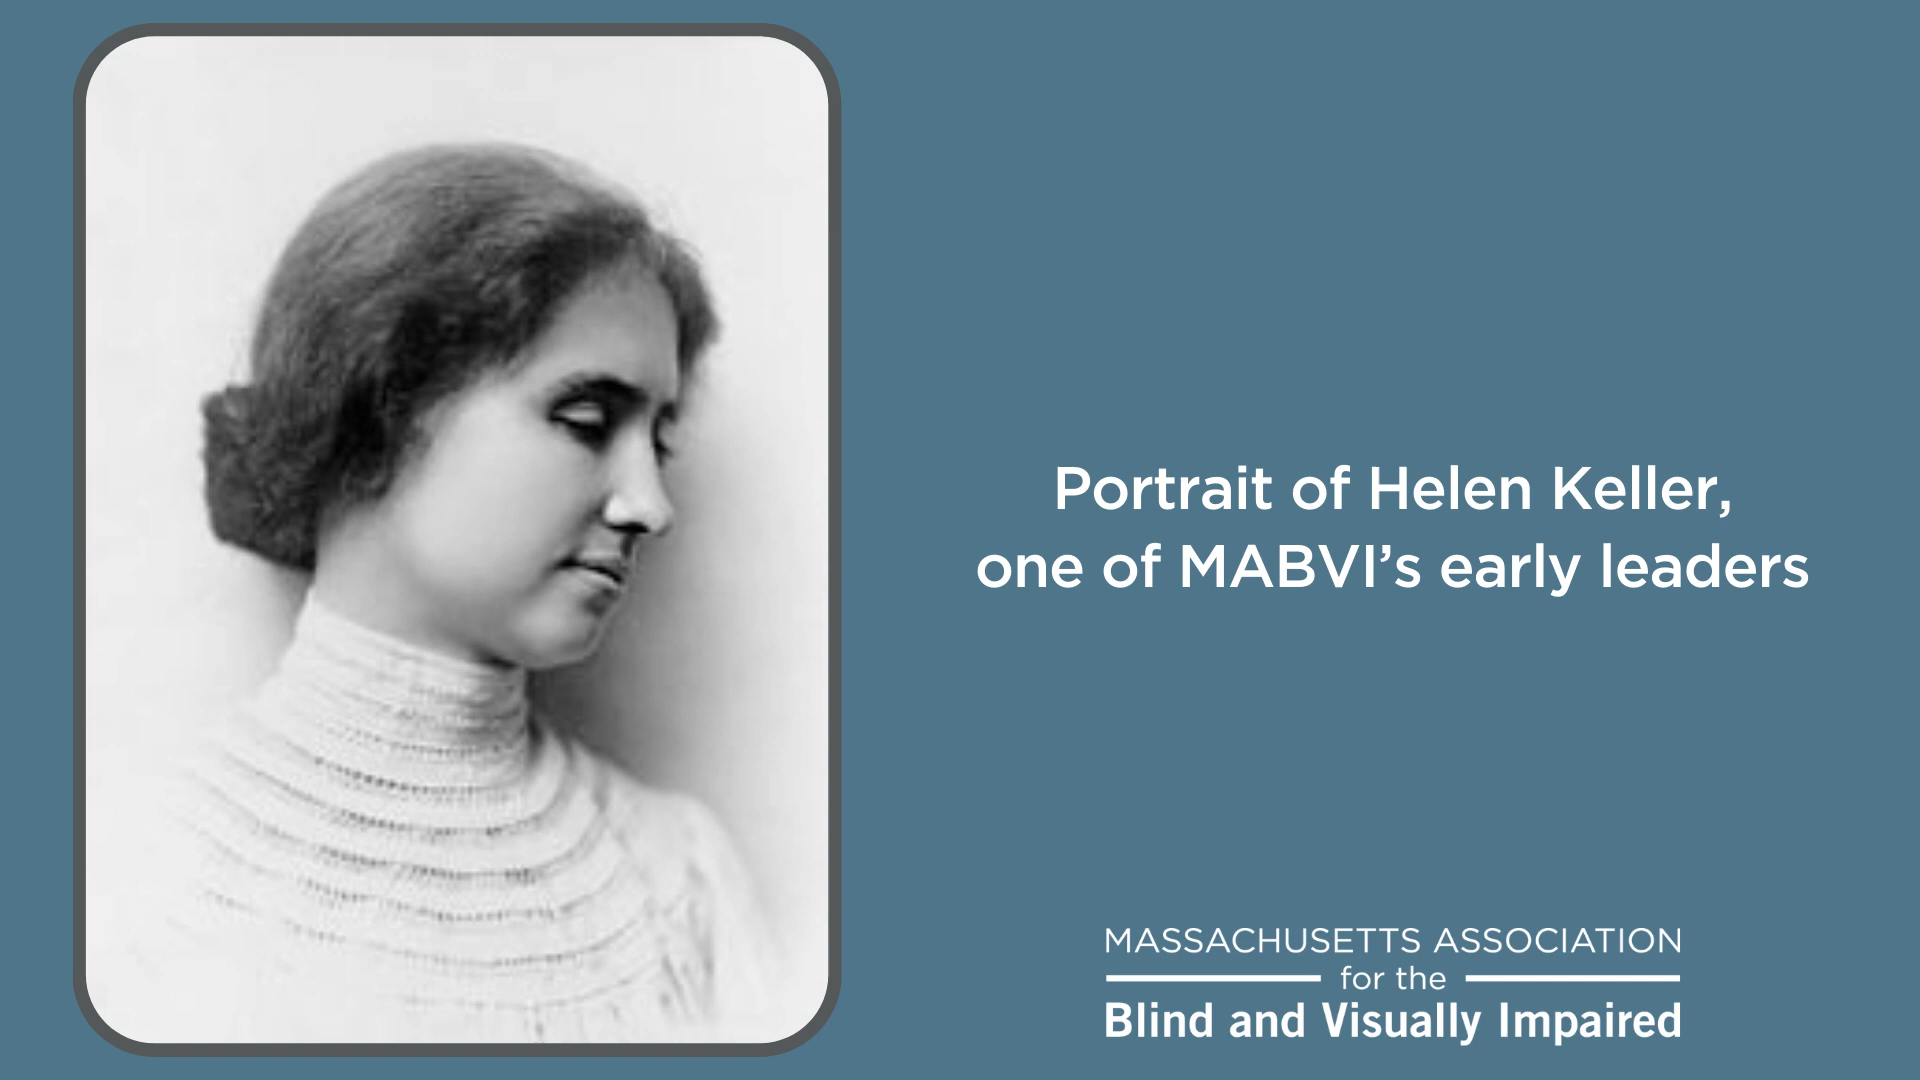 Portrait of Helen Keller,
one of MABVI’s early leaders
MASSACHUSETTS ASSOCIATION
for the
Blind and Visually Impaired